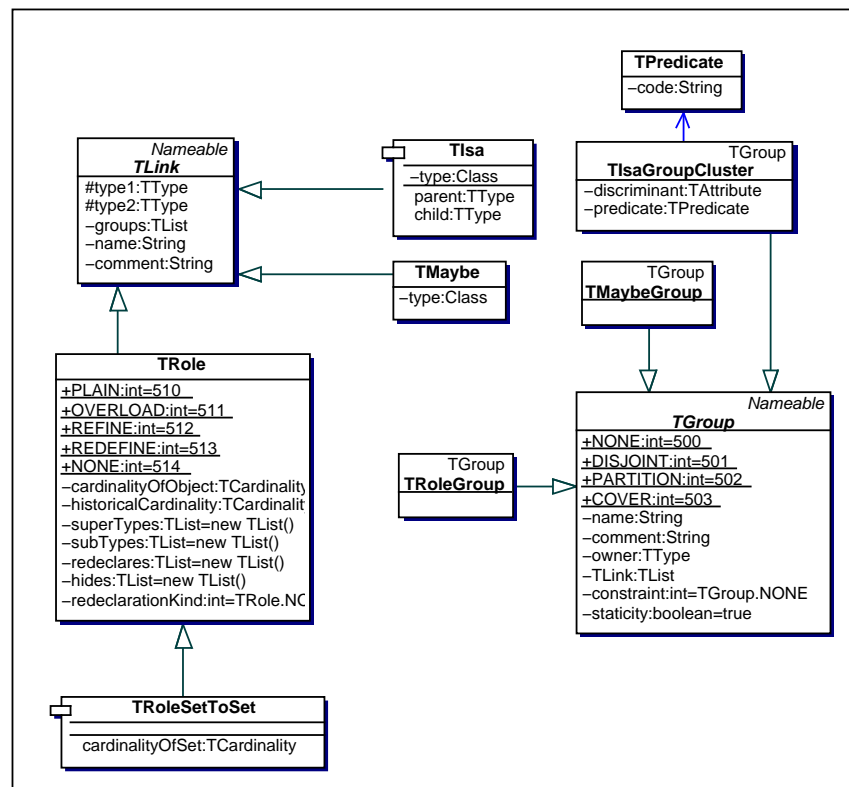 TPredicate
–code:String
Nameable
TLink
#type1:TType
#type2:TType
–groups:TList
–name:String
–comment:String
TIsa
–type:Class
parent:TType
child:TType
TGroup
TIsaGroupCluster
–discriminant:TAttribute
–predicate:TPredicate
TMaybe
–type:Class
TGroup
TMaybeGroup
TRole
+PLAIN:int=510
+OVERLOAD:int=511
+REFINE:int=512
+REDEFINE:int=513
+NONE:int=514
–cardinalityOfObject:TCardinality
–historicalCardinality:TCardinality
–superTypes:TList=new TList()
–subTypes:TList=new TList()
–redeclares:TList=new TList()
–hides:TList=new TList()
–redeclarationKind:int=TRole.NO
TGroup
TRoleGroup
Nameable
TGroup
+NONE:int=500
+DISJOINT:int=501
+PARTITION:int=502
+COVER:int=503
–name:String
–comment:String
–owner:TType
–TLink:TList
–constraint:int=TGroup.NONE
–staticity:boolean=true
TRoleSetToSet
cardinalityOfSet:TCardinality